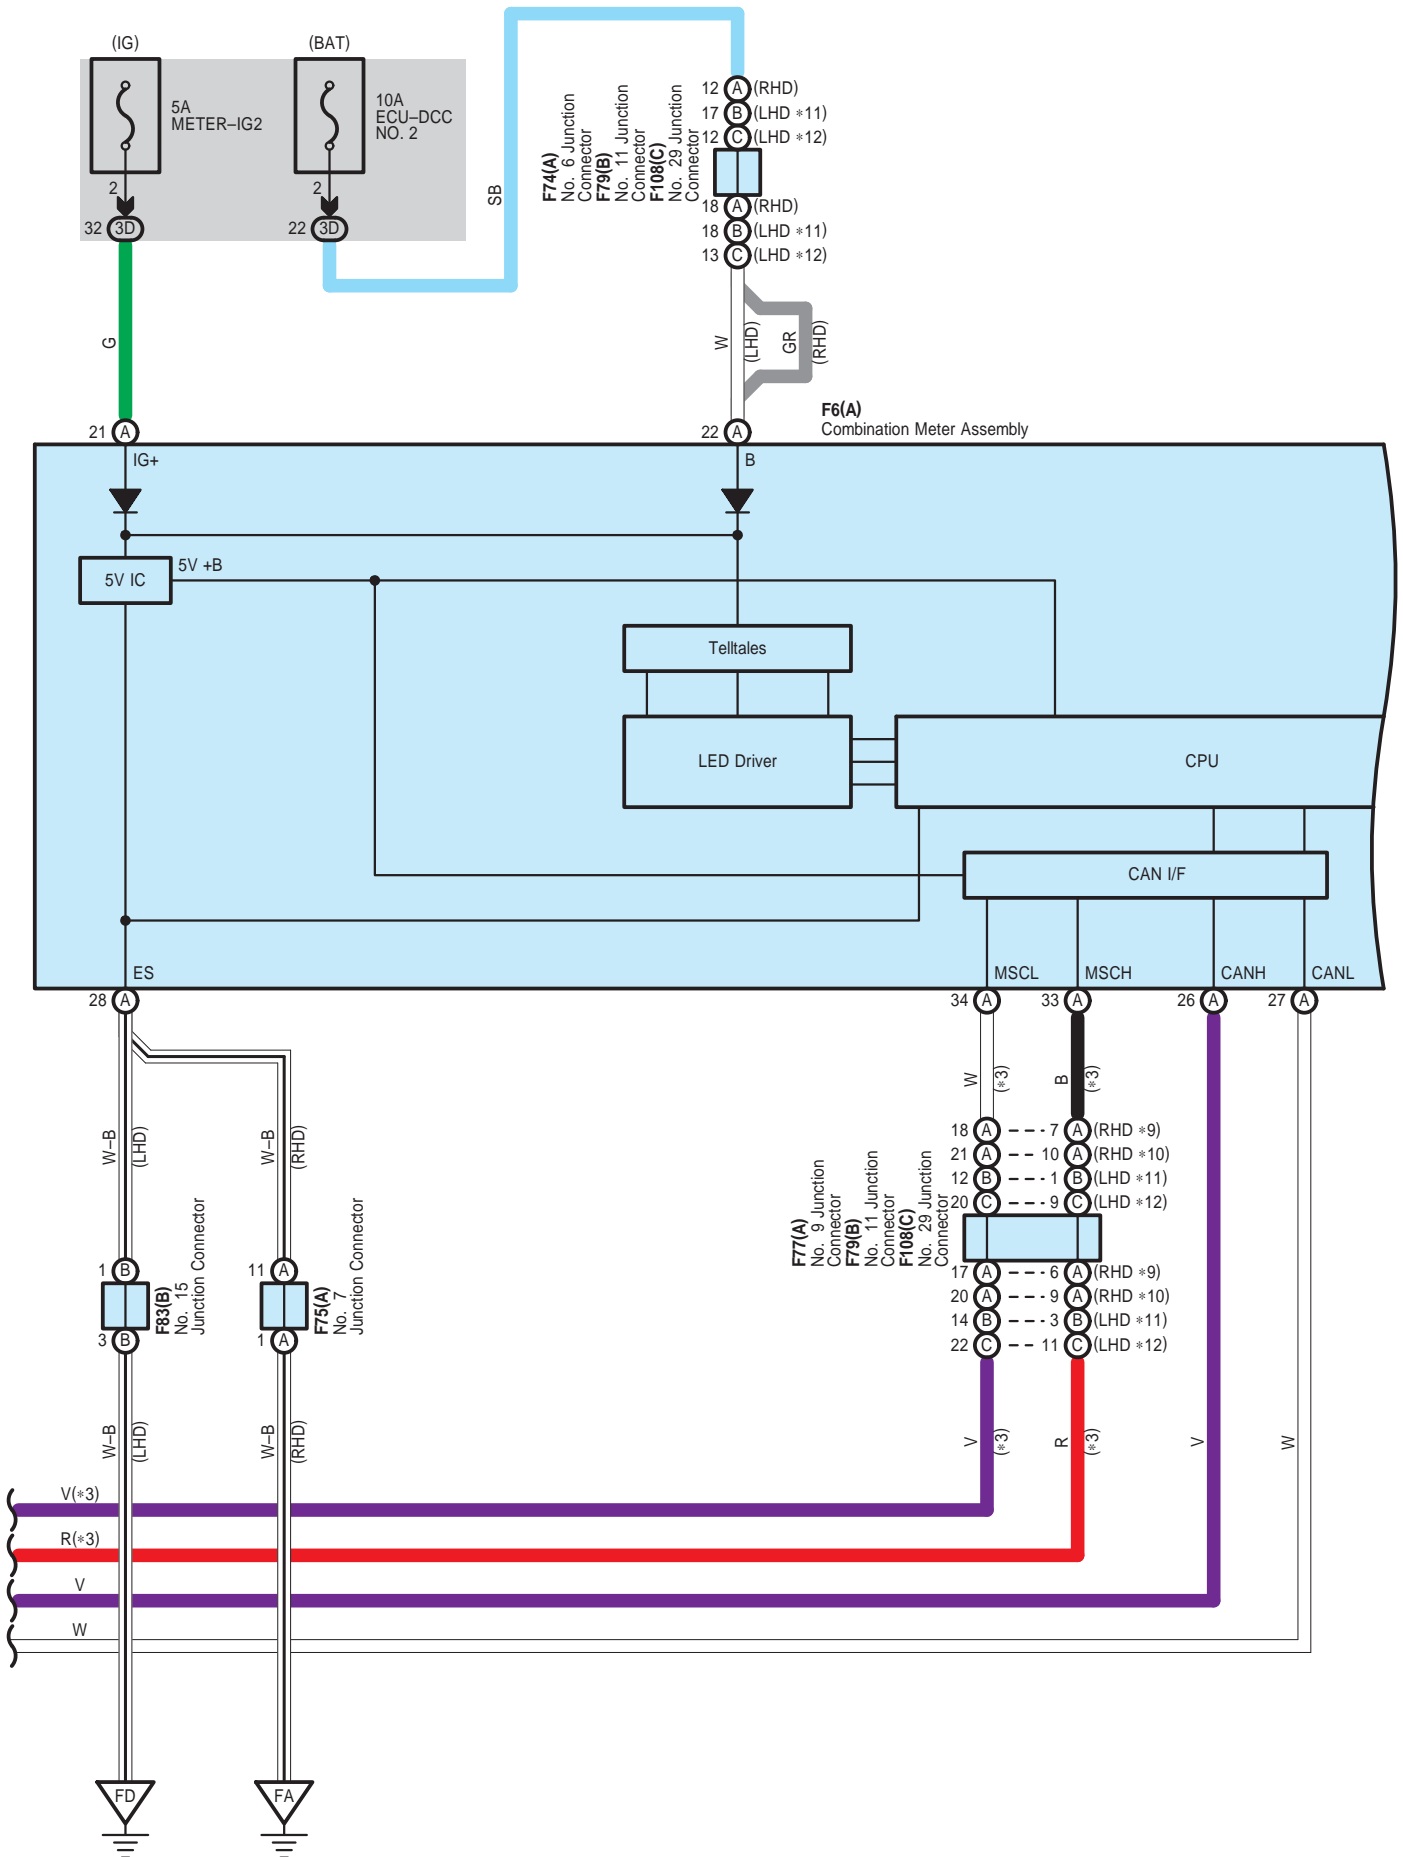 (IG)
(BAT)
5A
METER–IG2
10A
ECU–DCC
NO. 2
2
2
32 3D
22 3D
SB
G
12 A (RHD)
17 B (LHD *11)
12 C (LHD *12)
F74(A)
No. 6 Junction
Connector
F79(B)
No. 11 Junction
Connector
F108(C)
No. 29 Junction
Connector
18 A (RHD)
18 B (LHD *11)
13 C (LHD *12)
W
(LHD)
GR
(RHD)
F6(A)
Combination Meter Assembly
21 A
22 A
IG+
B
5V IC
5V +B
Telltales
LED Driver
CPU
CAN I/F
ES
MSCL
MSCH
CANH
CANL
28 A
34 A
33 A
26 A
27 A
W
(*3)
B
(*3)
W–B
(LHD)
W–B
(RHD)
18 A 7 A (RHD *9)
21 A 10 A (RHD *10)
12 B 1 B (LHD *11)
20 C 9 C (LHD *12)
F77(A)
No. 9 Junction
Connector
F79(B)
No. 11 Junction
Connector
F108(C)
No. 29 Junction
Connector
17 A 6 A (RHD *9)
20 A 9 A (RHD *10)
14 B 3 B (LHD *11)
22 C 11 C (LHD *12)
1 B
F83(B)
No. 15
Junction Connector
3 B
11 A
F75(A)
No. 7
Junction Connector
1 A
W–B
(LHD)
W–B
(RHD)
V
(*3)
R
(*3)
V
W
V(*3)
R(*3)
V
W
FD
FA